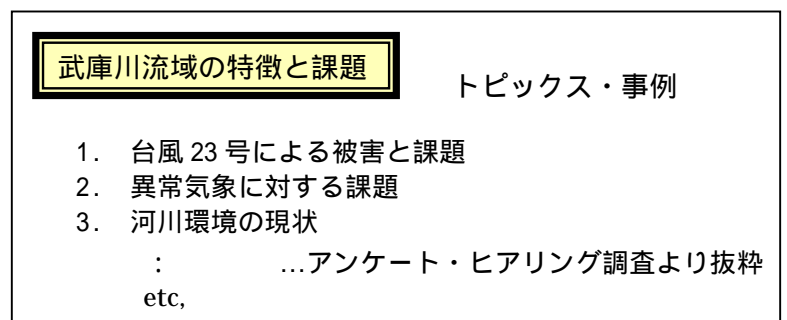 武庫川流域の特徴と課題 トピックス・事例
1. 台風 23 号による被害と課題
2. 異常気象に対する課題
3. 河川環境の現状
: …アンケート・ヒアリング調査より抜粋
etc,